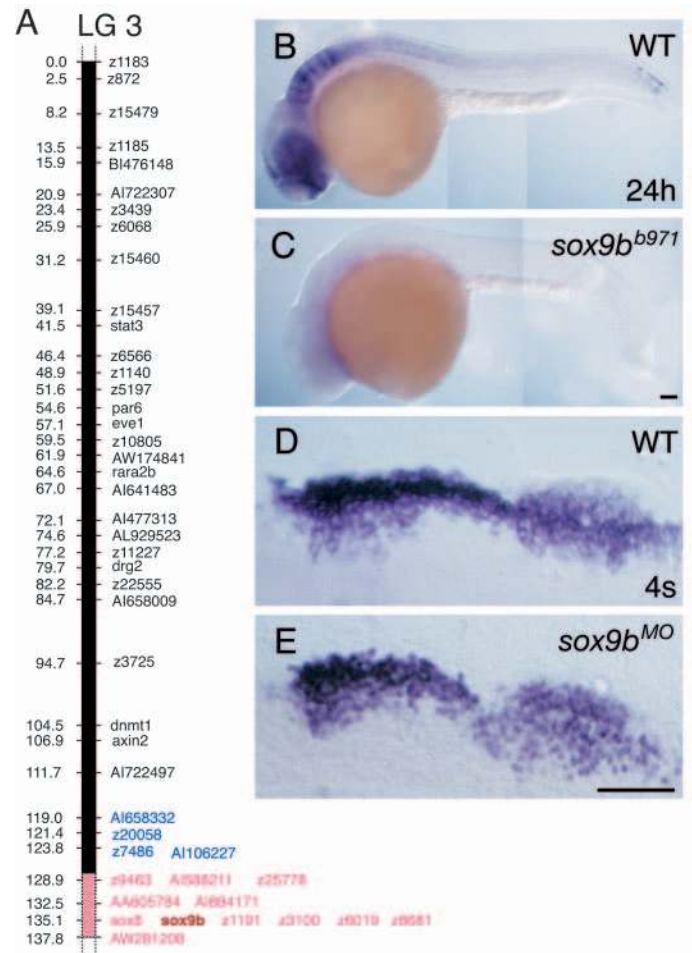 A LG 3
0.0 z1183
2.5 z872
8.2 z15479
13.5 z1185
15.9 BI476148
20.9 AI722307
23.4 z3439
25.9 z6068
31.2 z15460
39.1 z15457
41.5 stat3
46.4 z6566
48.9 z1140
51.6 z5197
54.6 par6
57.1 eve1
59.5 z10805
61.9 AW174841
64.6 rara2b
67.0 AI641483
72.1 AI477313
74.6 AL929523
77.2 z11227
79.7 drg2
82.2 z22555
84.7 AI658009
94.7 z3725
104.5 dnmt1
106.9 axin2
111.7 AI722497
119.0 AI658332
121.4 z20058
123.8 z7486 AI106227
128.9 z9463 z25778
132.5
135.1 sox8 sox9b z1191 z3100 z6019 z8681
137.8
B WT
24h
C sox9b^b971
D WT
4s
E sox9b^MO